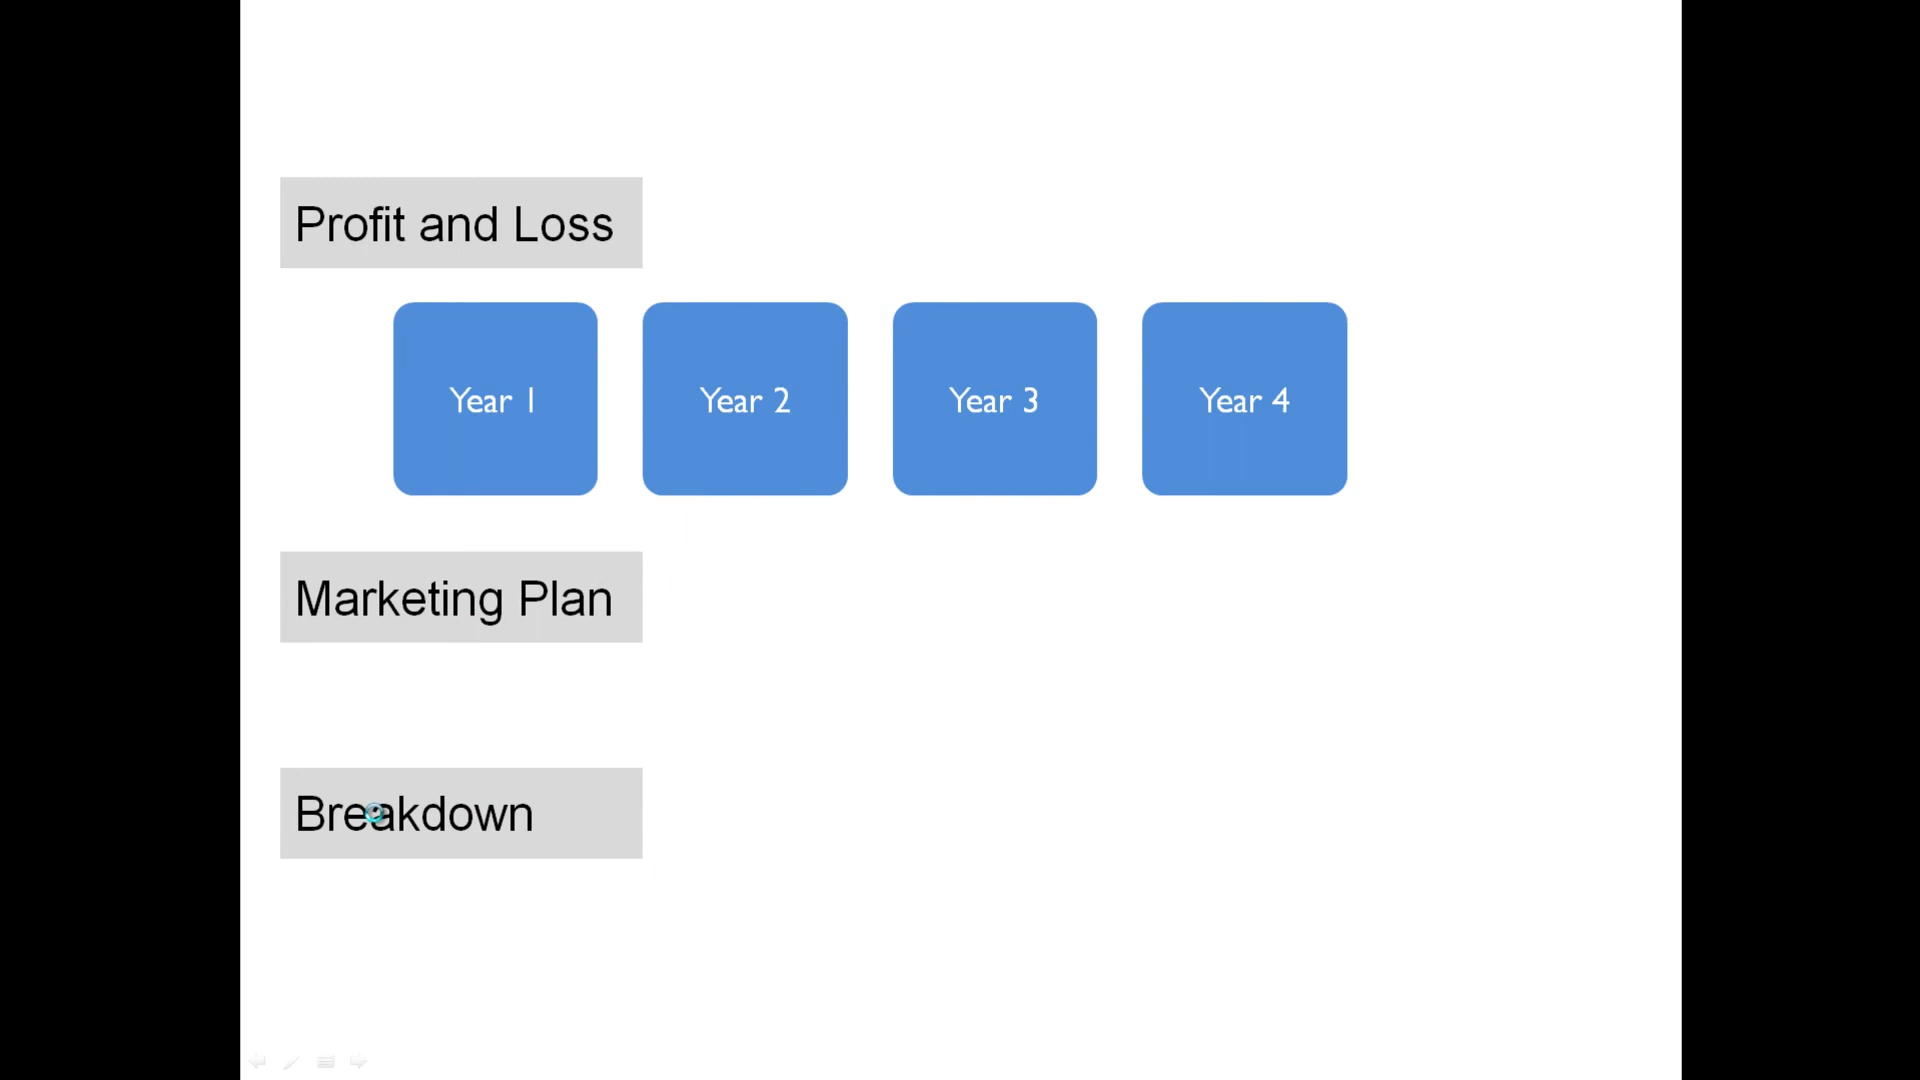 Profit and Loss
Year 1
Year 2
Year 3
Year 4
Marketing Plan
Breakdown